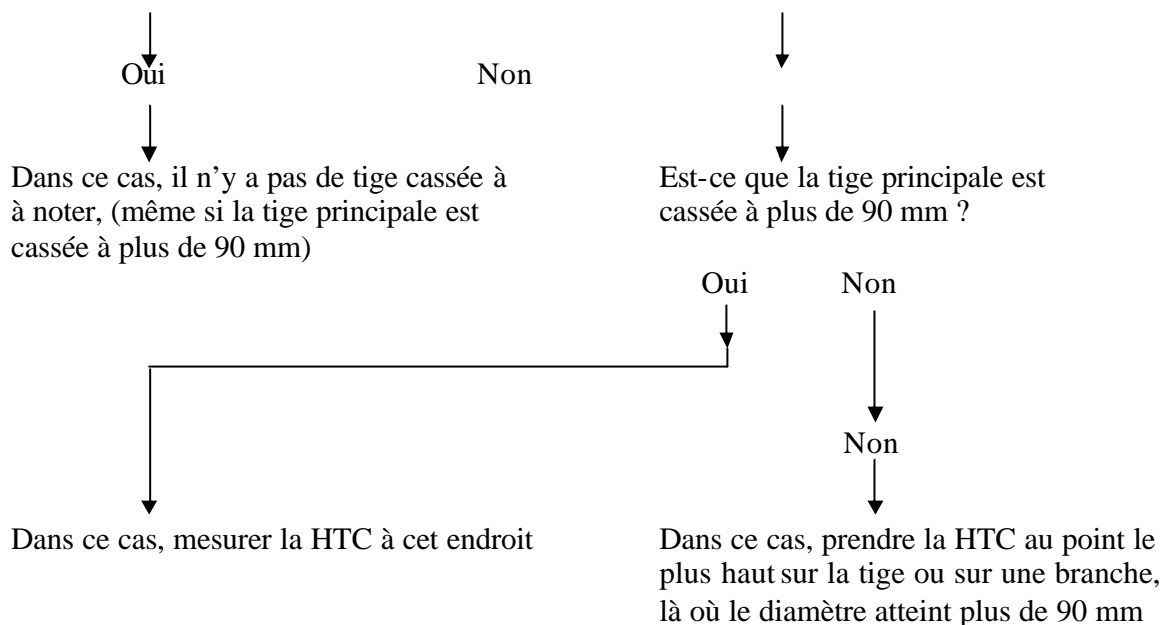 Oui
Non
Dans ce cas, il n’y a pas de tige cassée à
à noter, (même si la tige principale est
cassée à plus de 90 mm)
Est-ce que la tige principale est
cassée à plus de 90 mm ?
Oui
Non
Non
Dans ce cas, mesurer la HTC à cet endroit
Dans ce cas, prendre la HTC au point le
plus haut sur la tige ou sur une branche,
là où le diamètre atteint plus de 90 mm